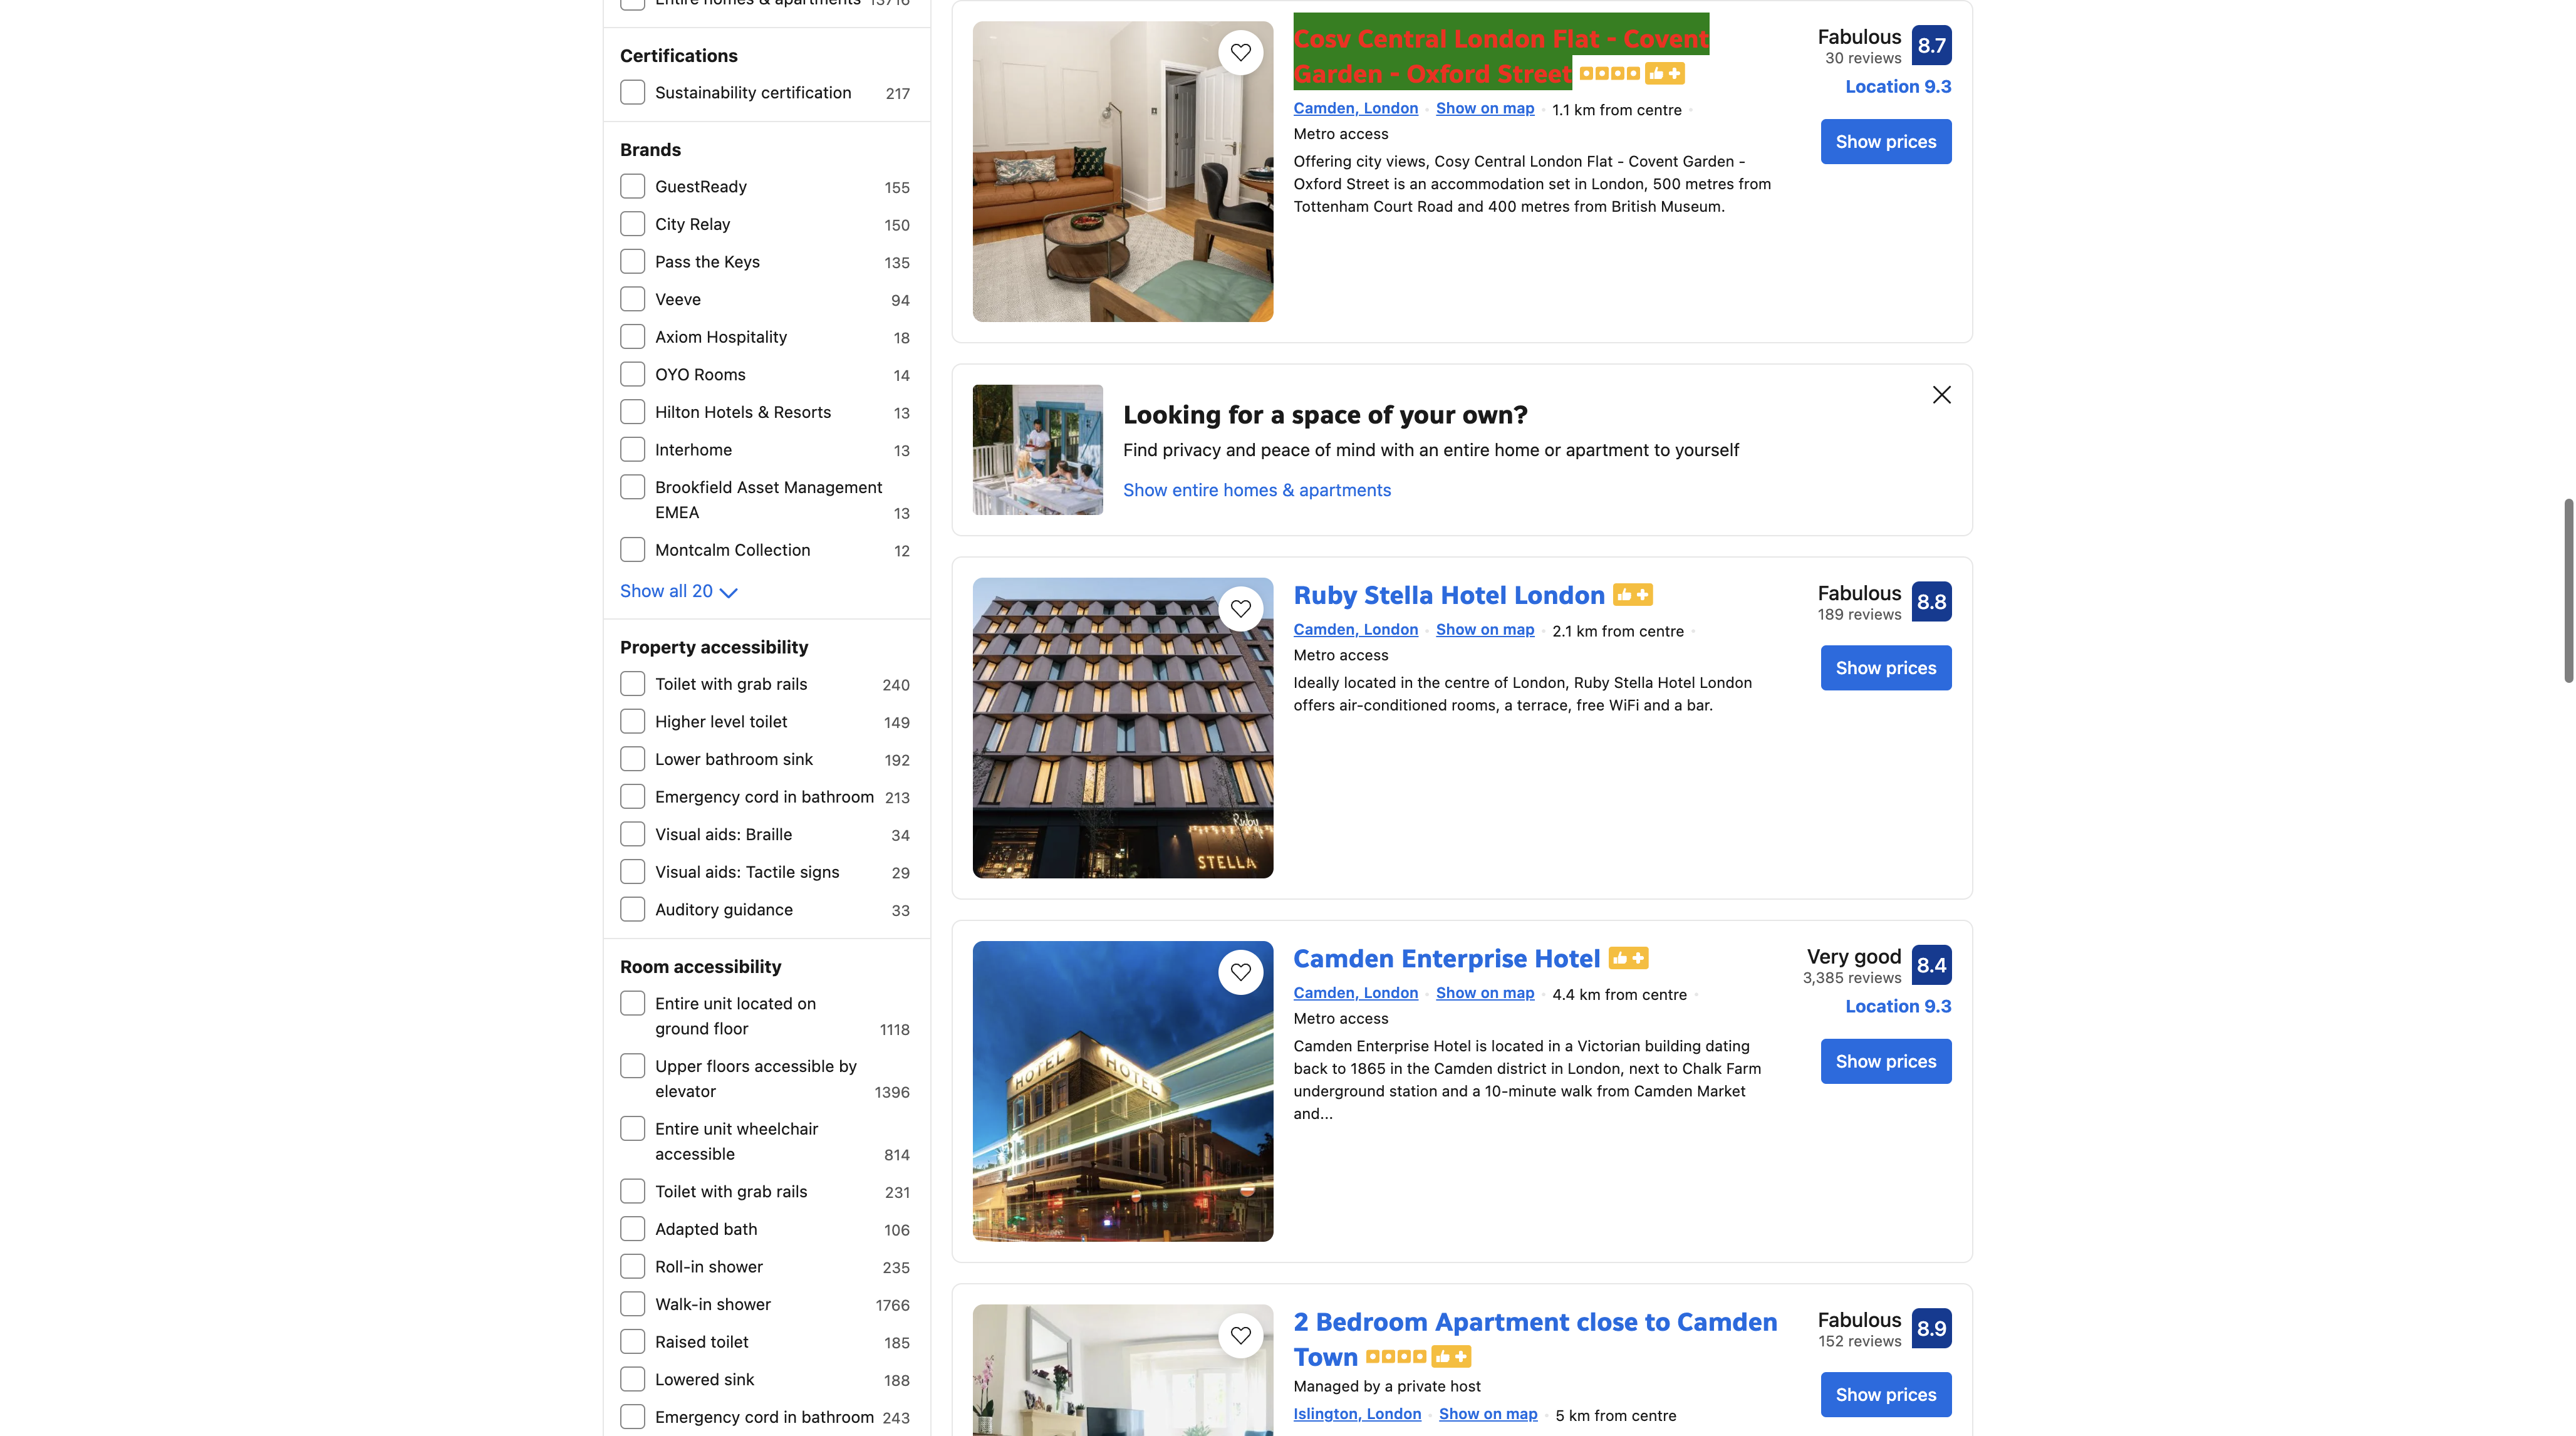 Entire homes & apartments 13716
Certifications
Sustainability certification 217
Brands
GuestReady 155
City Relay 150
Pass the Keys 135
Veeve 94
Axiom Hospitality 18
OYO Rooms 14
Hilton Hotels & Resorts 13
Interhome 13
Brookfield Asset Management
EMEA 13
Montcalm Collection 12
Show all 20
Property accessibility
Toilet with grab rails 240
Higher level toilet 149
Lower bathroom sink 192
Emergency cord in bathroom 213
Visual aids: Braille 34
Visual aids: Tactile signs 29
Auditory guidance 33
Room accessibility
Entire unit located on
ground floor 1118
Upper floors accessible by
elevator 1396
Entire unit wheelchair
accessible 814
Toilet with grab rails 231
Adapted bath 106
Roll-in shower 235
Walk-in shower 1766
Raised toilet 185
Lowered sink 188
Emergency cord in bathroom 243
Cosy Central London Flat - Covent
Garden - Oxford Street
Camden, London Show on map 1.1 km from centre
Metro access
Offering city views, Cosy Central London Flat - Covent Garden -
Oxford Street is an accommodation set in London, 500 metres from
Tottenham Court Road and 400 metres from British Museum.
Fabulous 8.7
30 reviews
Location 9.3
Show prices
Looking for a space of your own?
Find privacy and peace of mind with an entire home or apartment to yourself
Show entire homes & apartments
Ruby
STELLA
Ruby Stella Hotel London
Camden, London Show on map 2.1 km from centre
Metro access
Ideally located in the centre of London, Ruby Stella Hotel London
offers air-conditioned rooms, a terrace, free WiFi and a bar.
Fabulous 8.8
189 reviews
Show prices
HOTEL HOTEL
Camden Enterprise Hotel
Camden, London Show on map 4.4 km from centre
Metro access
Camden Enterprise Hotel is located in a Victorian building dating
back to 1865 in the Camden district in London, next to Chalk Farm
underground station and a 10-minute walk from Camden Market
and...
Very good 8.4
3,385 reviews
Location 9.3
Show prices
2 Bedroom Apartment close to Camden
Town
Managed by a private host
Islington, London Show on map 5 km from centre
Fabulous 8.9
152 reviews
Show prices